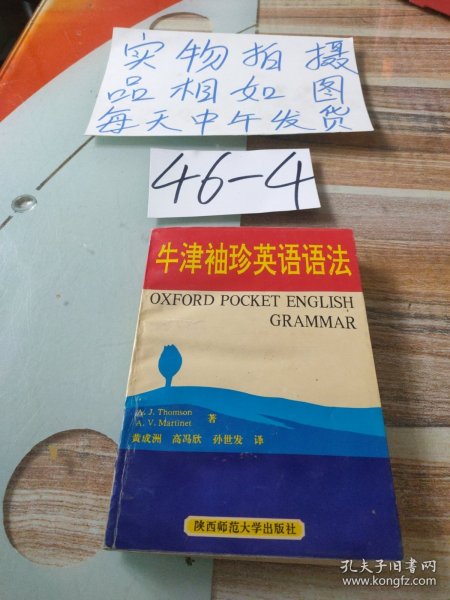 实物拍摄
品相如图
每天中午发货
46-4
牛津袖珍英语语法
OXFORD POCKET ENGLISH
GRAMMAR
A. J. Thomson
A. V. Martinet
著
黄成洲 高冯欣 孙世发 译
陕西师范大学出版社
孔夫子旧书网
www.kongfz.com